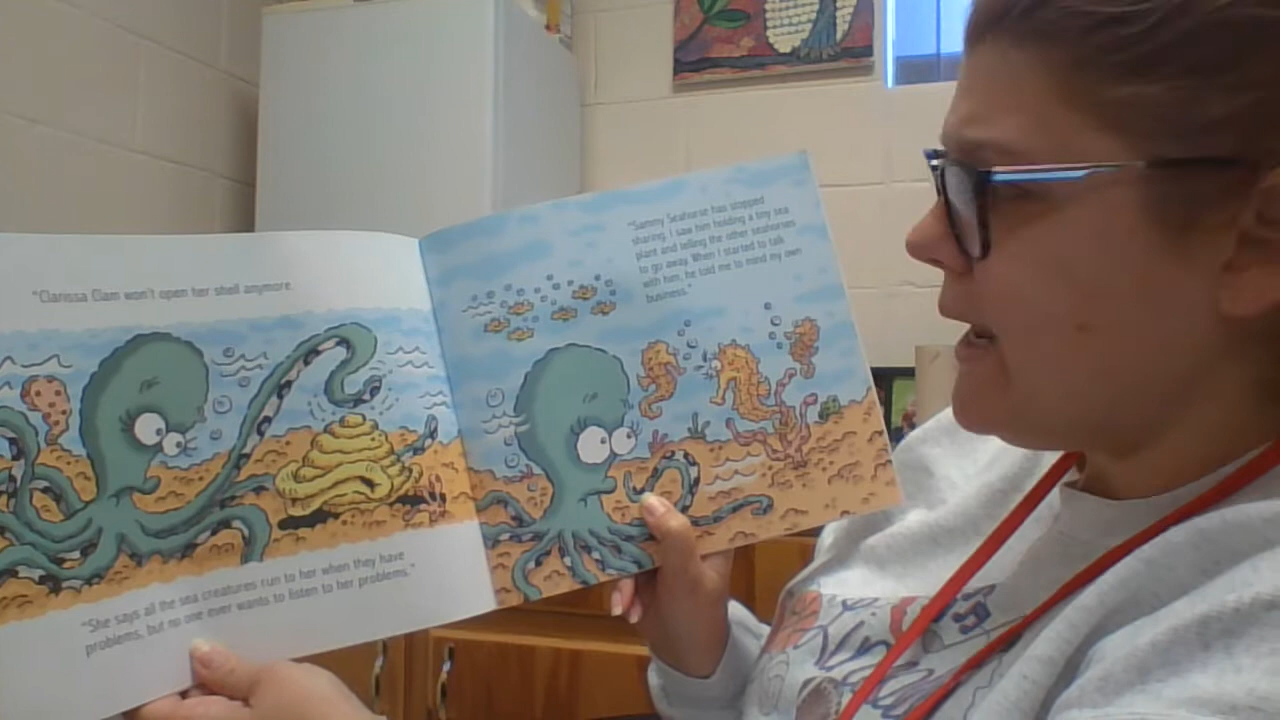 "Clarissa Clam won't open her shell anymore.
"She says all the sea creatures run to her when they have
problems, but no one ever wants to listen to her problems."
"Sammy Seahorse has stopped
sharing. I saw him holding a tiny sea
plant and telling the other seahorses
to go away. When I started to talk
with him, he told me to mind my own
business."